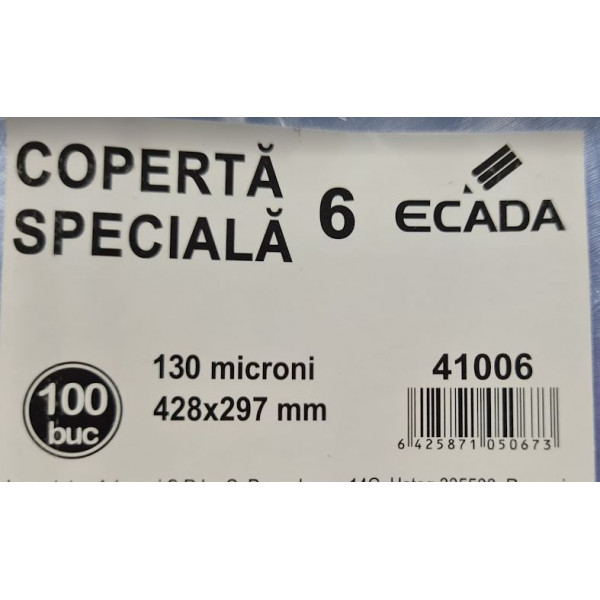 COPERTĂ
SPECIALĂ
6
ECADA
100
buc
130 microni
428x297 mm
41006
6 425871 050673